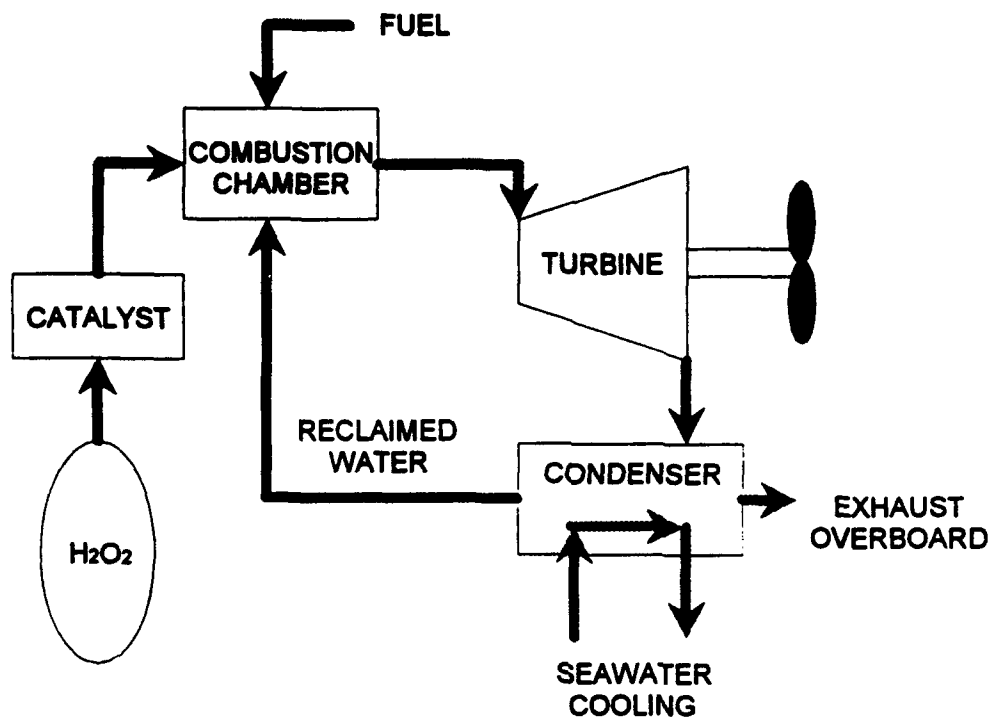 FUEL
COMBUSTION
CHAMBER
TURBINE
CATALYST
RECLAIMED
WATER
CONDENSER
EXHAUST
OVERBOARD
H2O2
SEAWATER
COOLING